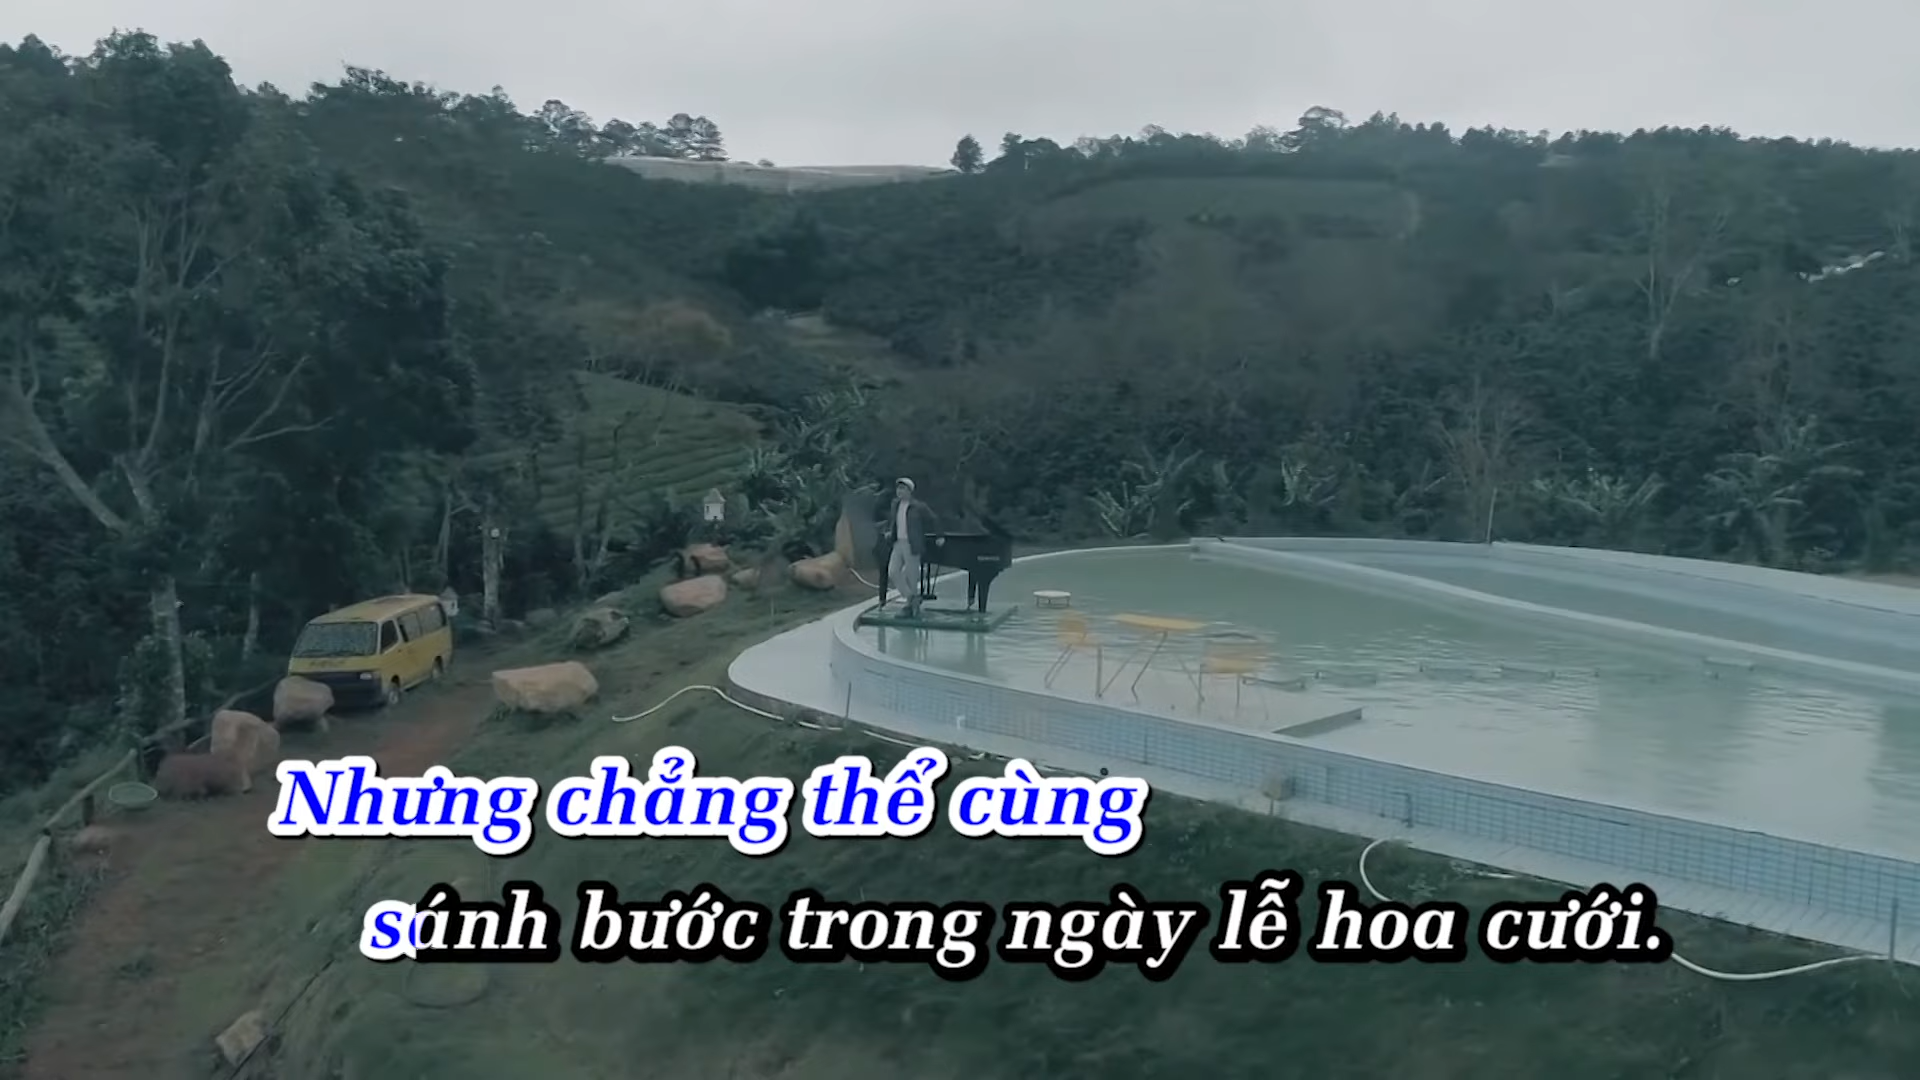 Nhưng chẳng thể cùng
sánh bước trong ngày lễ hoa cưới.